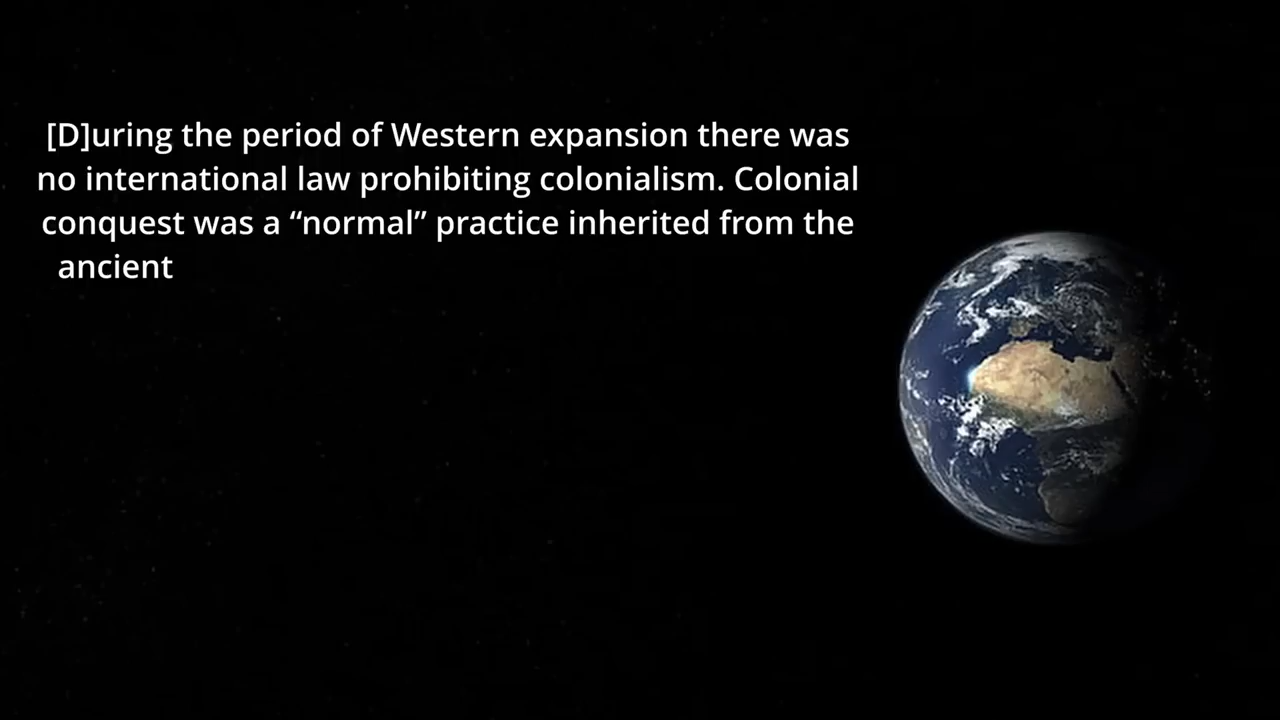 [D]uring the period of Western expansion there was
no international law prohibiting colonialism. Colonial
conquest was a “normal” practice inherited from the
ancient